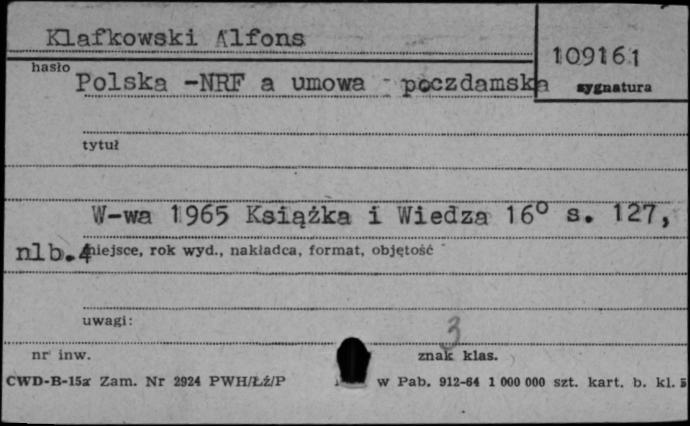 Klafkowski Alfons
109161
hasło
Polska -NRF a umowa poczdamska
sygnatura
tytuł
W-wa 1965 Książka i Wiedza 16° s. 127,
nlb.4
miejsce, rok wyd., nakładca, format, objętość
uwagi:
3
nr inw.
znak klas.
CWD-B-15a Zam. Nr 2924 PWH/Łź/P w Pab. 912-64 1 000 000 szt. kart. b. kl.